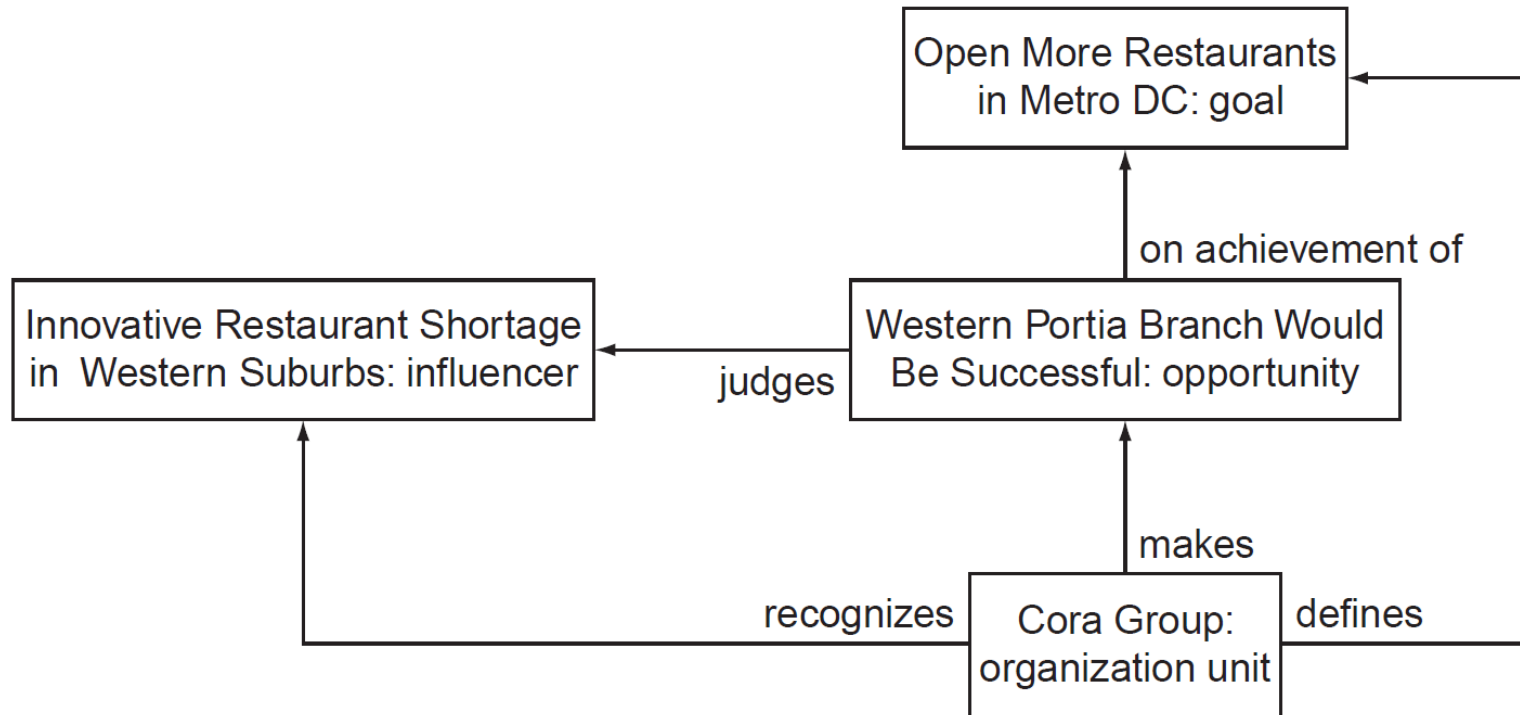 Open More Restaurants
in Metro DC: goal
on achievement of
Innovative Restaurant Shortage
in Western Suburbs: influencer
judges
Western Portia Branch Would
Be Successful: opportunity
makes
recognizes
Cora Group:
organization unit
defines